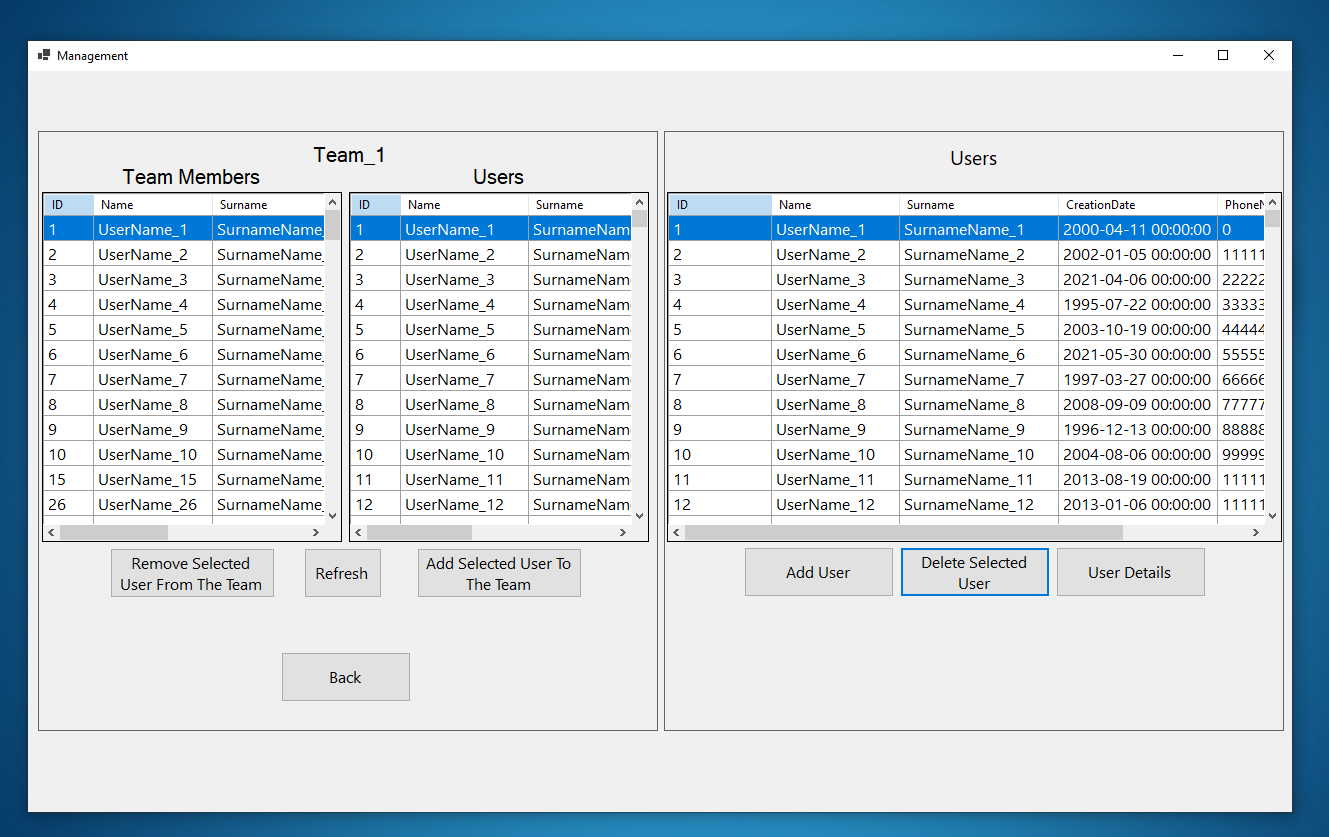 Management
Team_1
Team Members
Users
ID Name Surname
1 UserName_1 SurnameName_
2 UserName_2 SurnameName_
3 UserName_3 SurnameName_
4 UserName_4 SurnameName_
5 UserName_5 SurnameName_
6 UserName_6 SurnameName_
7 UserName_7 SurnameName_
8 UserName_8 SurnameName_
9 UserName_9 SurnameName_
10 UserName_10 SurnameName_
15 UserName_15 SurnameName_
26 UserName_26 SurnameName_
ID Name Surname
1 UserName_1 SurnameNam
2 UserName_2 SurnameNam
3 UserName_3 SurnameNam
4 UserName_4 SurnameNam
5 UserName_5 SurnameNam
6 UserName_6 SurnameNam
7 UserName_7 SurnameNam
8 UserName_8 SurnameNam
9 UserName_9 SurnameNam
10 UserName_10 SurnameNam
11 UserName_11 SurnameNam
12 UserName_12 SurnameNam
Remove Selected
User From The Team
Refresh
Add Selected User To
The Team
Back
Users
ID Name Surname CreationDate PhoneN
1 UserName_1 SurnameName_1 2000-04-11 00:00:00 0
2 UserName_2 SurnameName_2 2002-01-05 00:00:00 11111
3 UserName_3 SurnameName_3 2021-04-06 00:00:00 22222
4 UserName_4 SurnameName_4 1995-07-22 00:00:00 33333
5 UserName_5 SurnameName_5 2003-10-19 00:00:00 44444
6 UserName_6 SurnameName_6 2021-05-30 00:00:00 55555
7 UserName_7 SurnameName_7 1997-03-27 00:00:00 66666
8 UserName_8 SurnameName_8 2008-09-09 00:00:00 77777
9 UserName_9 SurnameName_9 1996-12-13 00:00:00 88888
10 UserName_10 SurnameName_10 2004-08-06 00:00:00 99999
11 UserName_11 SurnameName_11 2013-08-19 00:00:00 11111
12 UserName_12 SurnameName_12 2013-01-06 00:00:00 11111
Add User
Delete Selected
User
User Details